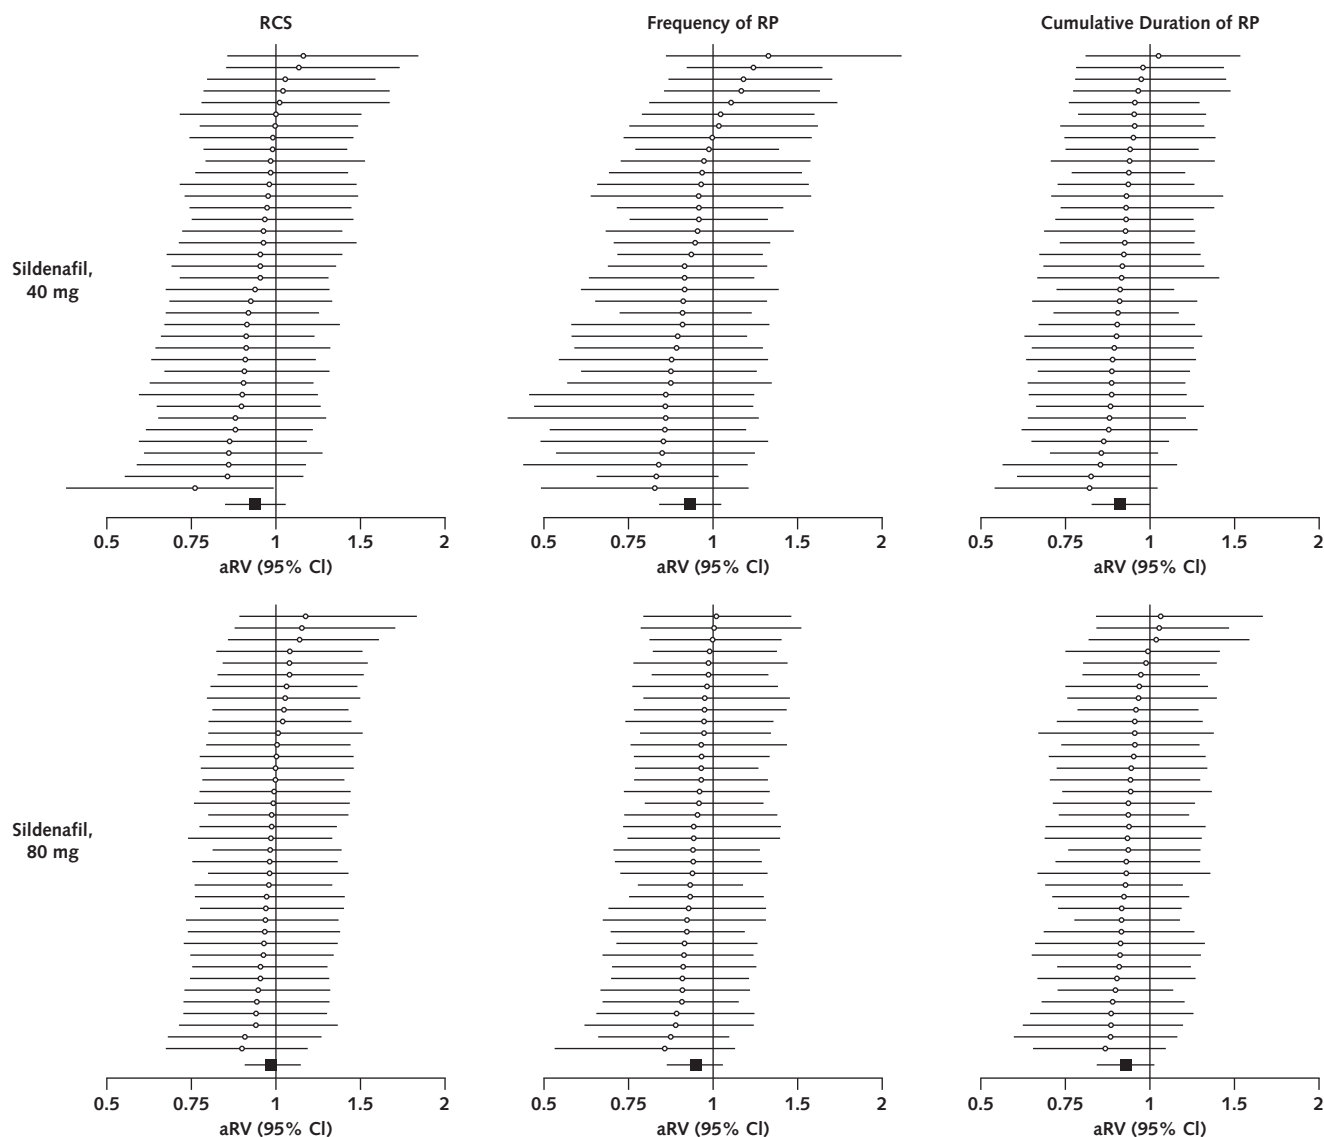 RCS
Frequency of RP
Cumulative Duration of RP
Sildenafil,
40 mg
0.5 0.75 1 1.5 2
aRV (95% CI)
0.5 0.75 1 1.5 2
aRV (95% CI)
0.5 0.75 1 1.5 2
aRV (95% CI)
Sildenafil,
80 mg
0.5 0.75 1 1.5 2
aRV (95% CI)
0.5 0.75 1 1.5 2
aRV (95% CI)
0.5 0.75 1 1.5 2
aRV (95% CI)